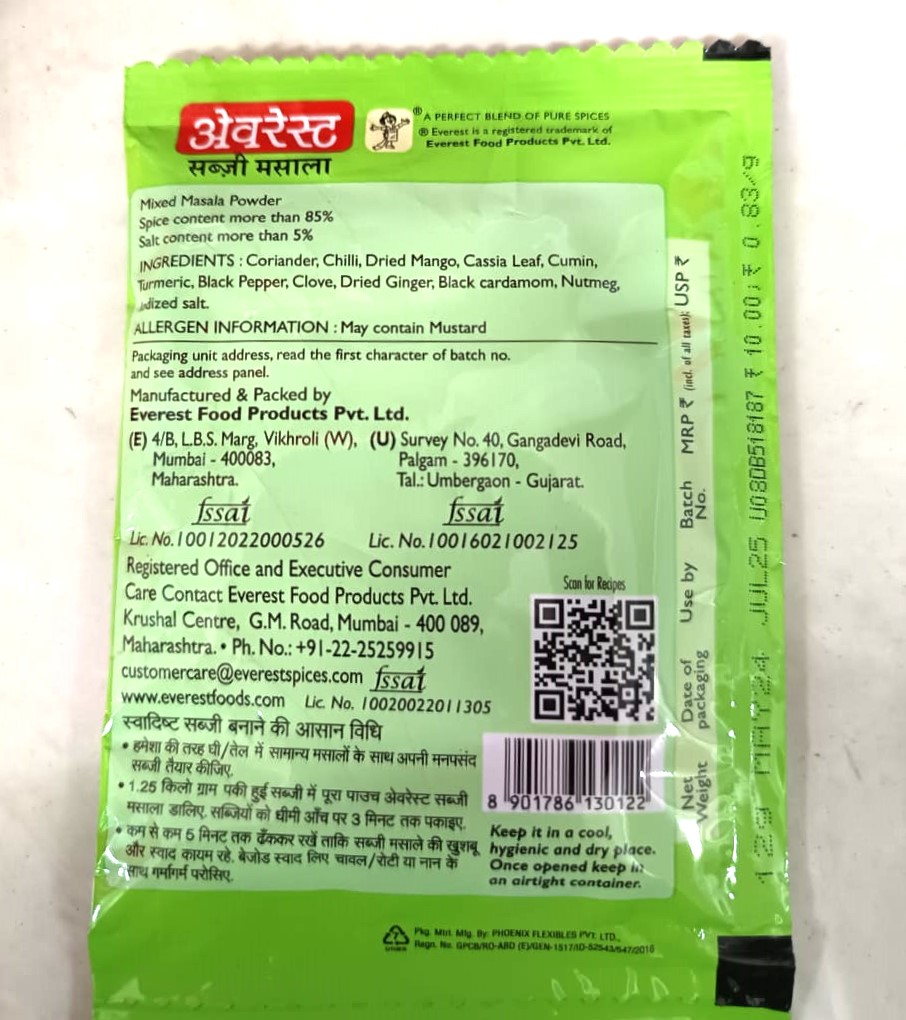 अेवरेस्ट
सब्ज़ी मसाला
® A PERFECT BLEND OF PURE SPICES
® Everest is a registered trademark of
Everest Food Products Pvt. Ltd.
Mixed Masala Powder
Spice content more than 85%
Salt content more than 5%
INGREDIENTS : Coriander, Chilli, Dried Mango, Cassia Leaf, Cumin,
Turmeric, Black Pepper, Clove, Dried Ginger, Black cardamom, Nutmeg,
salt.
ALLERGEN INFORMATION : May contain Mustard
Packaging unit address, read the first character of batch no.
and see address panel.
Manufactured & Packed by
Everest Food Products Pvt. Ltd.
(E) 4/B, L.B.S. Marg, Vikhroli (W),
Mumbai - 400083,
Maharashtra.
fssai
Lic. No. 10012022000526
(U) Survey No. 40, Gangadevi Road,
Palgam - 396170,
Tal.: Umbergaon - Gujarat.
fssai
Lic. No. 10016021002125
Registered Office and Executive Consumer
Care Contact Everest Food Products Pvt. Ltd.
Krushal Centre, G.M. Road, Mumbai - 400 089,
Maharashtra. • Ph. No.: +91-22-25259915
customercare@everestspices.com fssai
www.everestfoods.com Lic. No. 10020022011305
Scan for Recipes
स्वादिष्ट सब्ज़ी बनाने की आसान विधि
• हमेशा की तरह घी/तेल में सामान्य मसालों के साथ अपनी मनपसंद
सब्ज़ी तैयार कीजिए.
• 1.25 किलो ग्राम पकी हुई सब्ज़ी में पूरा पाउच अेवरेस्ट सब्ज़ी
मसाला डालिए. सब्जियों को धीमी आँच पर 3 मिनट तक पकाइए.
• कम से कम 5 मिनट तक ढँककर रखें ताकि सब्ज़ी मसाले की खुशबू
और स्वाद कायम रहे. बेजोड स्वाद लिए चावल/रोटी या नान के
साथ गर्मागर्म परोसिए.
8 901786 130122
Keep it in a cool,
hygienic and dry place.
Once opened keep in
an airtight container.
Pkg. Mtrl. Mfg. By: PHOENIX FLEXIBLES PVT. LTD.,
Net Weight
Date of packaging
Use by
Batch No.
MRP ₹ (incl. of all taxes); USP ₹
12g MAY24 JUL25 U08DB518187 ₹ 10.00; ₹ 0.83/g